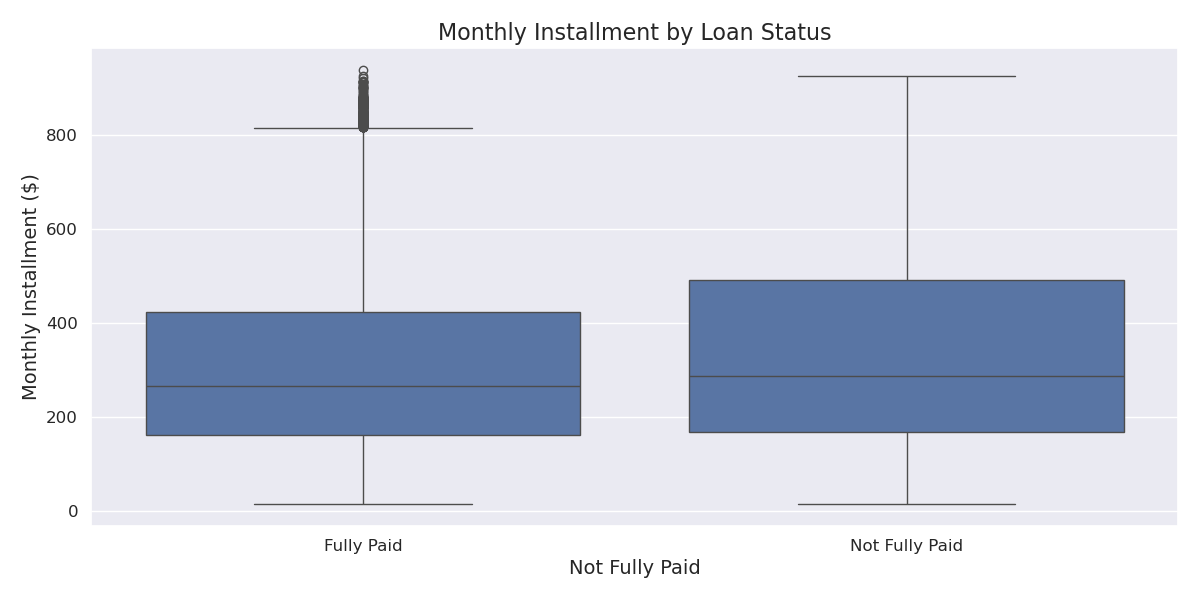 Monthly Installment by Loan Status
Monthly Installment ($)
800
600
400
200
0
Fully Paid
Not Fully Paid
Not Fully Paid